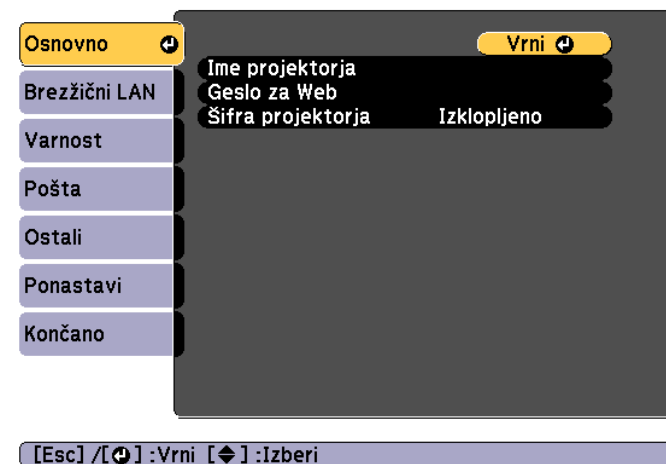 Osnovno
Brezžični LAN
Varnost
Pošta
Ostali
Ponastavi
Končano
Vrni
Ime projektorja
Geslo za Web
Šifra projektorja Izklopljeno
[Esc] /[ ] :Vrni [ ] :Izberi